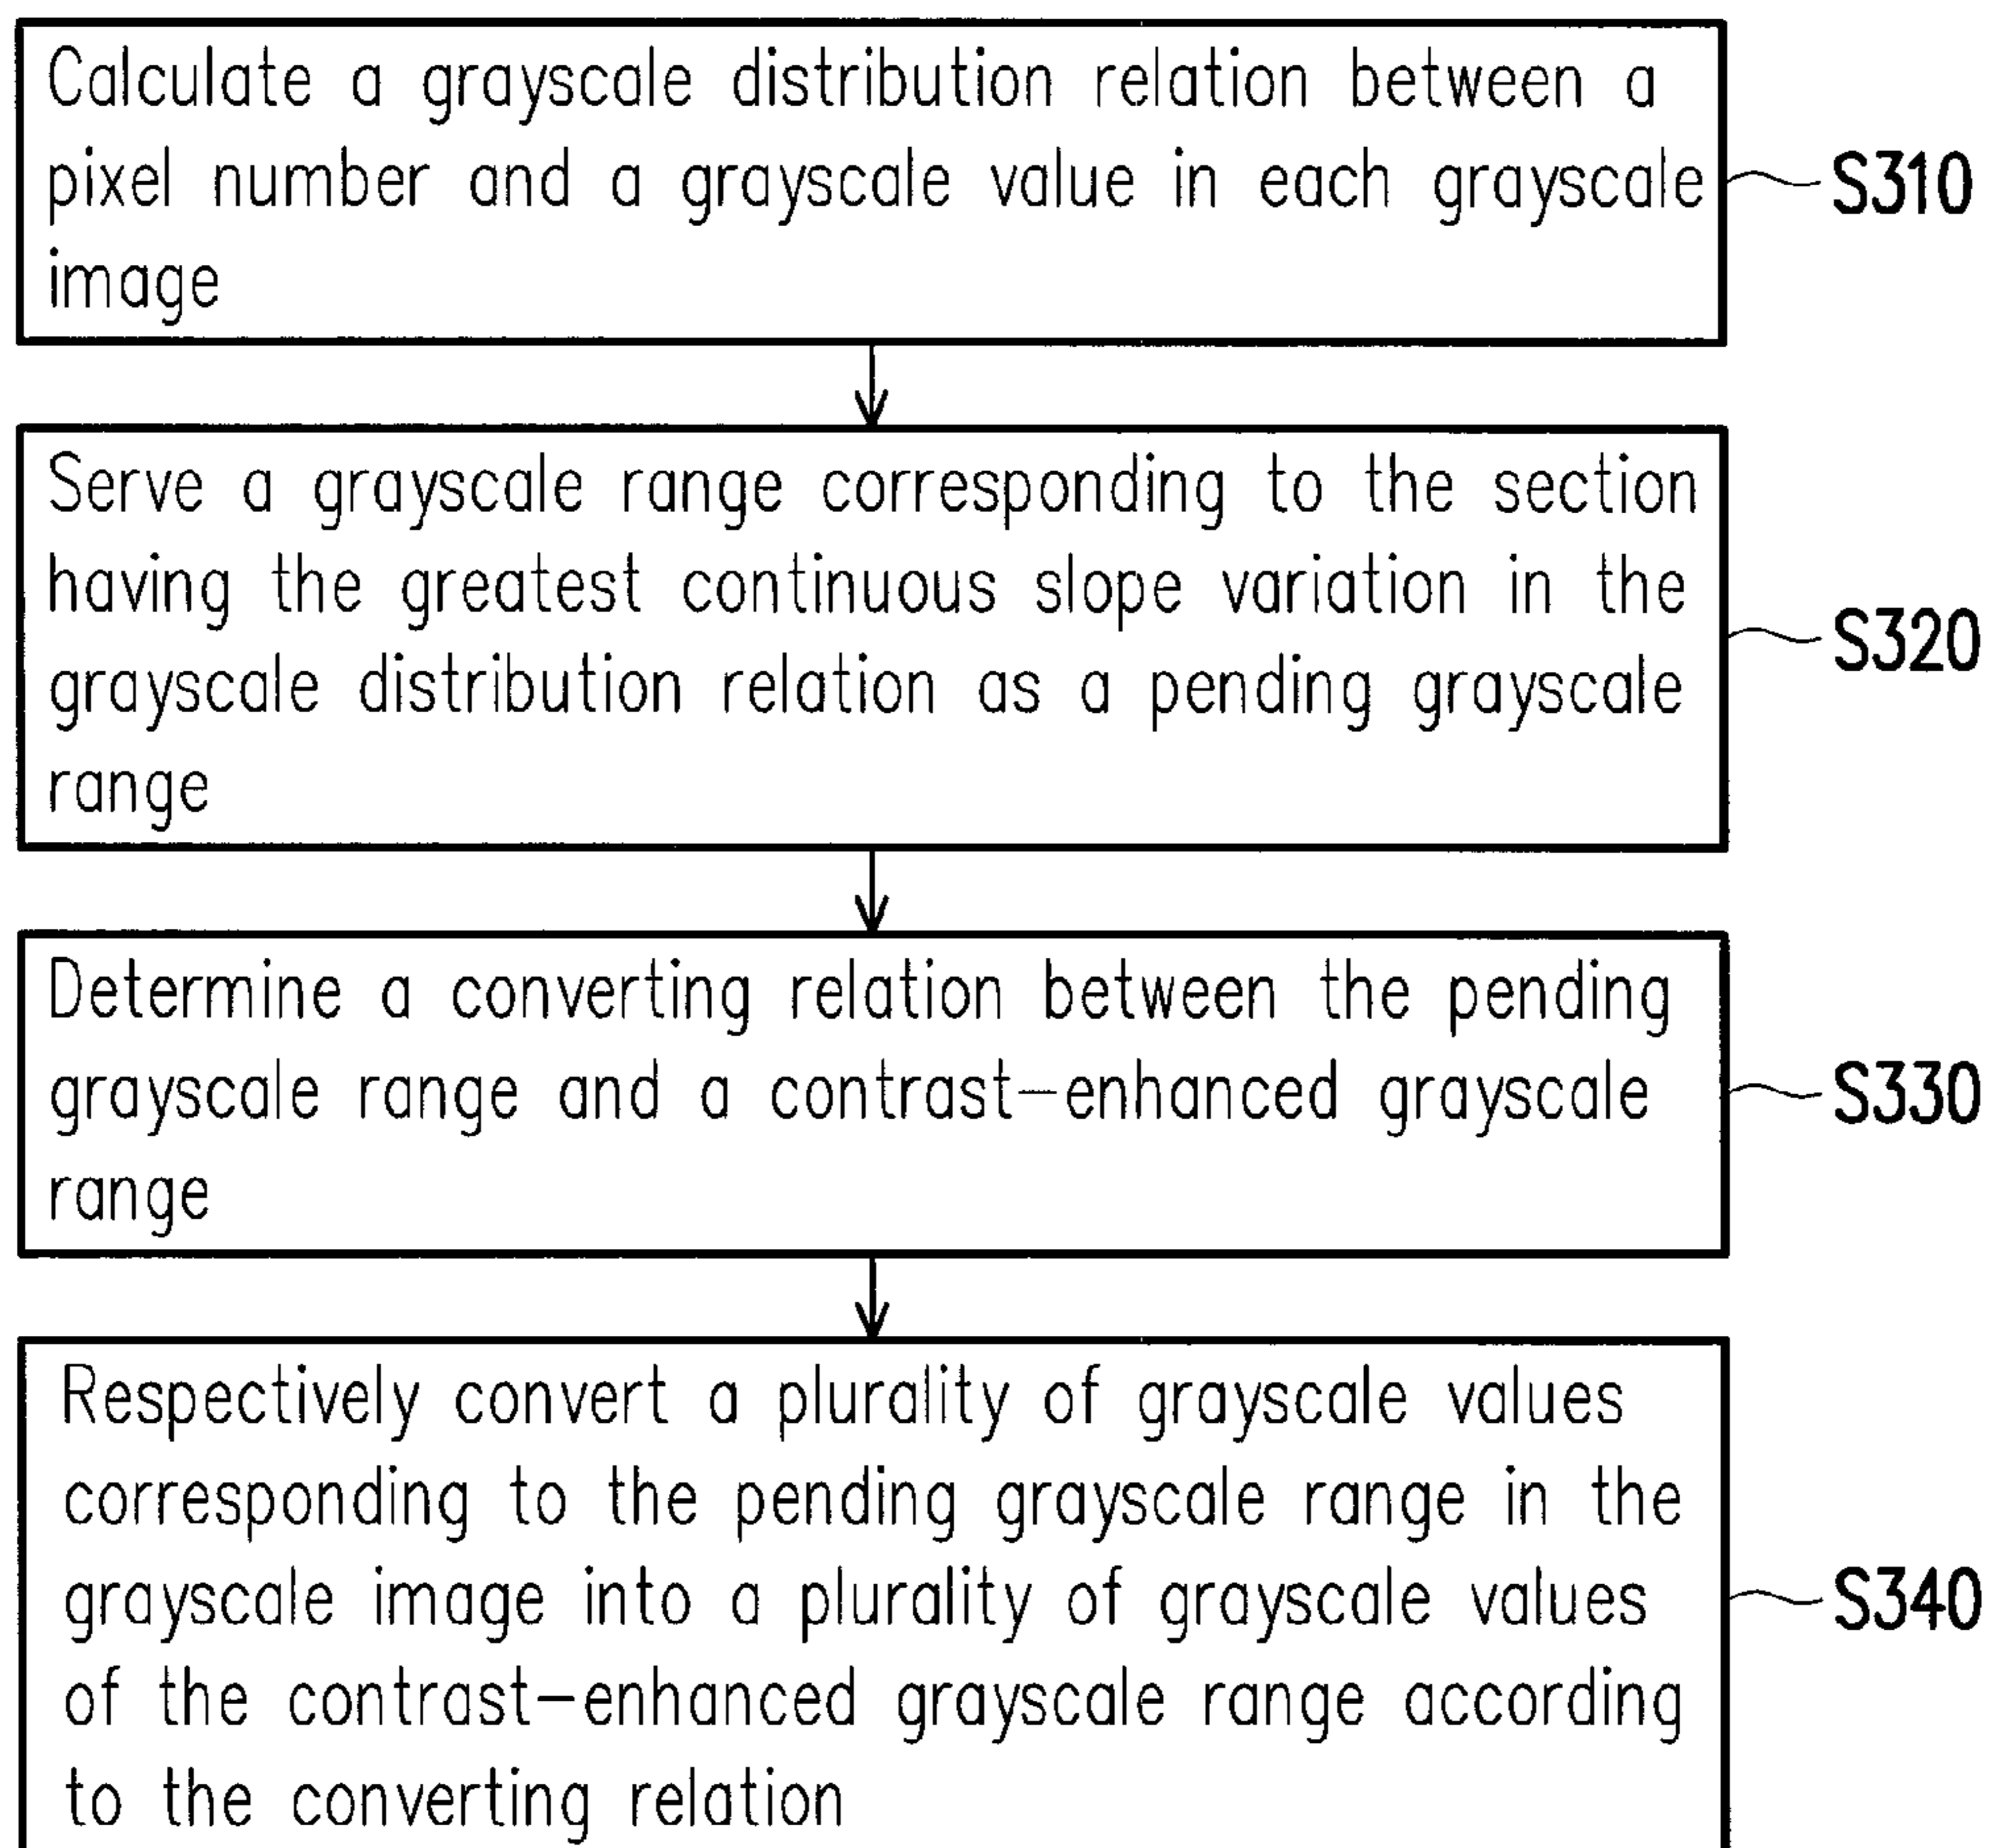 Calculate a grayscale distribution relation between a
pixel number and a grayscale value in each grayscale
image
S310
Serve a grayscale range corresponding to the section
having the greatest continuous slope variation in the
grayscale distribution relation as a pending grayscale
range
S320
Determine a converting relation between the pending
grayscale range and a contrast-enhanced grayscale
range
S330
Respectively convert a plurality of grayscale values
corresponding to the pending grayscale range in the
grayscale image into a plurality of grayscale values
of the contrast-enhanced grayscale range according
to the converting relation
S340